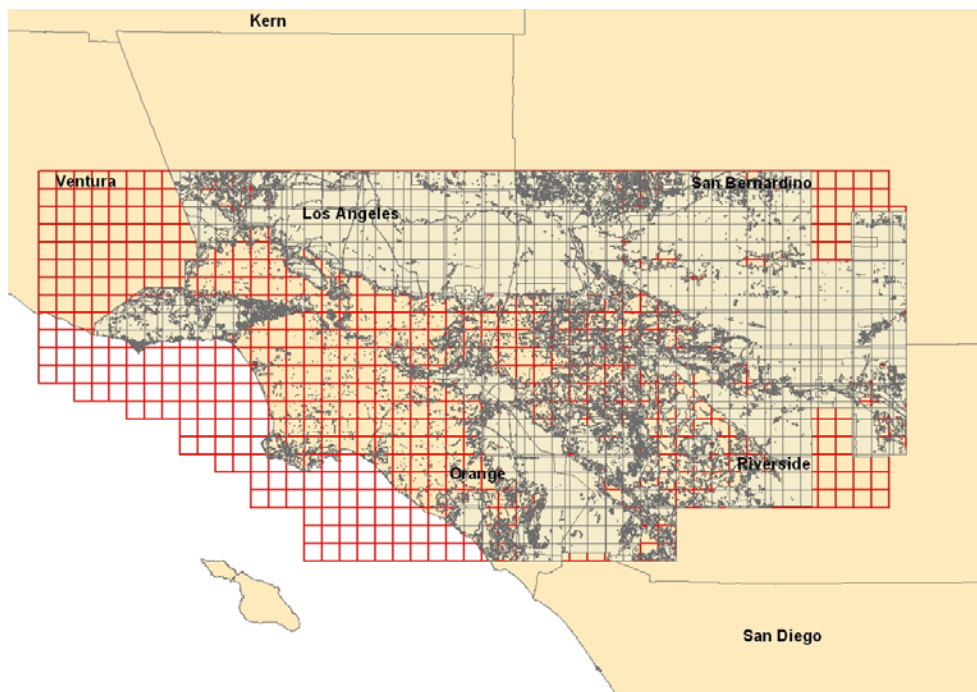 Kern
Ventura
San Bernardino
Los Angeles
Riverside
Orange
San Diego